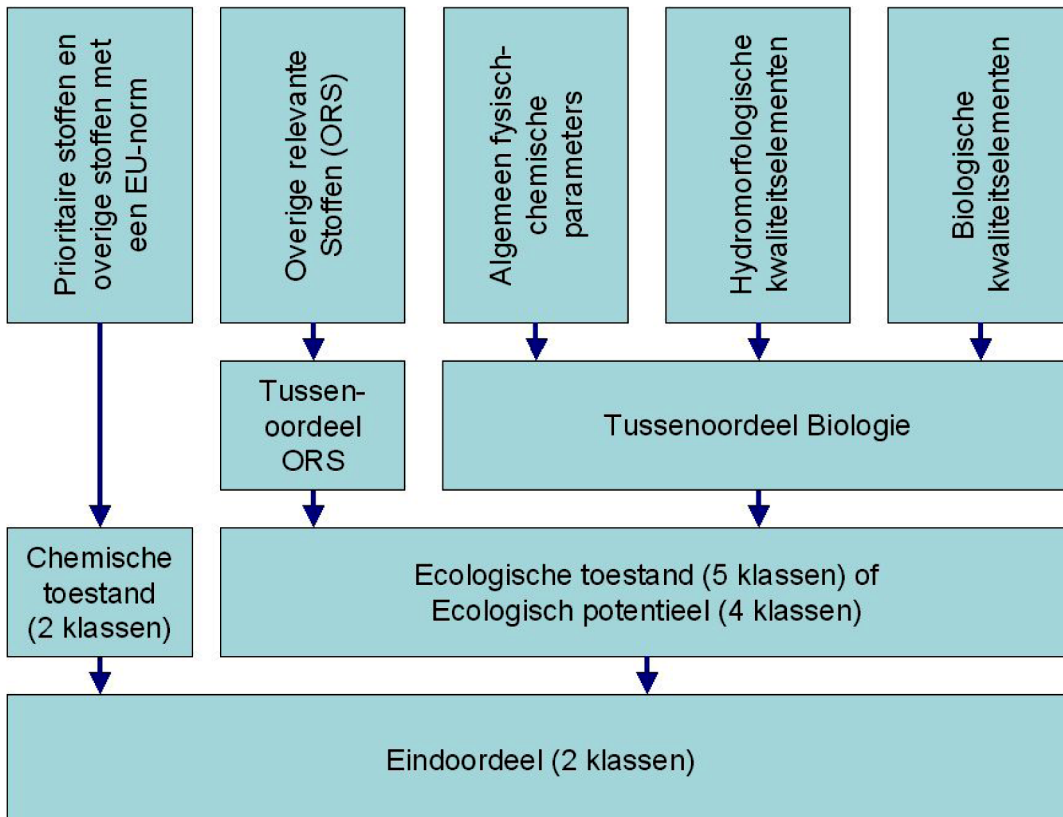 Prioritaire stoffen en
overige stoffen met
een EU-norm
Overige relevante
Stoffen (ORS)
Algemeen fysisch-
chemische
parameters
Hydromorfologische
kwaliteitselementen
Biologische
kwaliteitselementen
Tussen-
oordeel
ORS
Tussenoordeel Biologie
Chemische
toestand
(2 klassen)
Ecologische toestand (5 klassen) of
Ecologisch potentieel (4 klassen)
Eindoordeel (2 klassen)